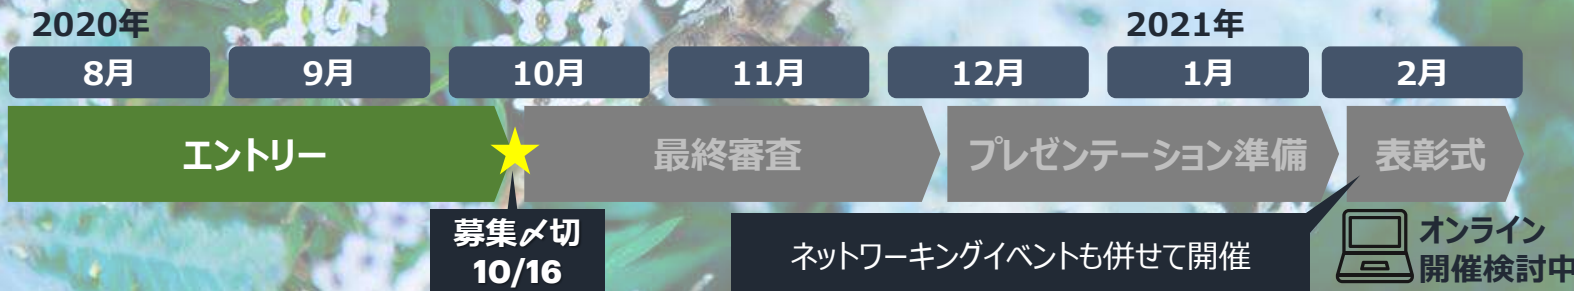 2020年
2021年
8月
9月
10月
11月
12月
1月
2月
エントリー
最終審査
プレゼンテーション準備
表彰式
募集〆切
10/16
ネットワーキングイベントも併せて開催
オンライン
開催検討中